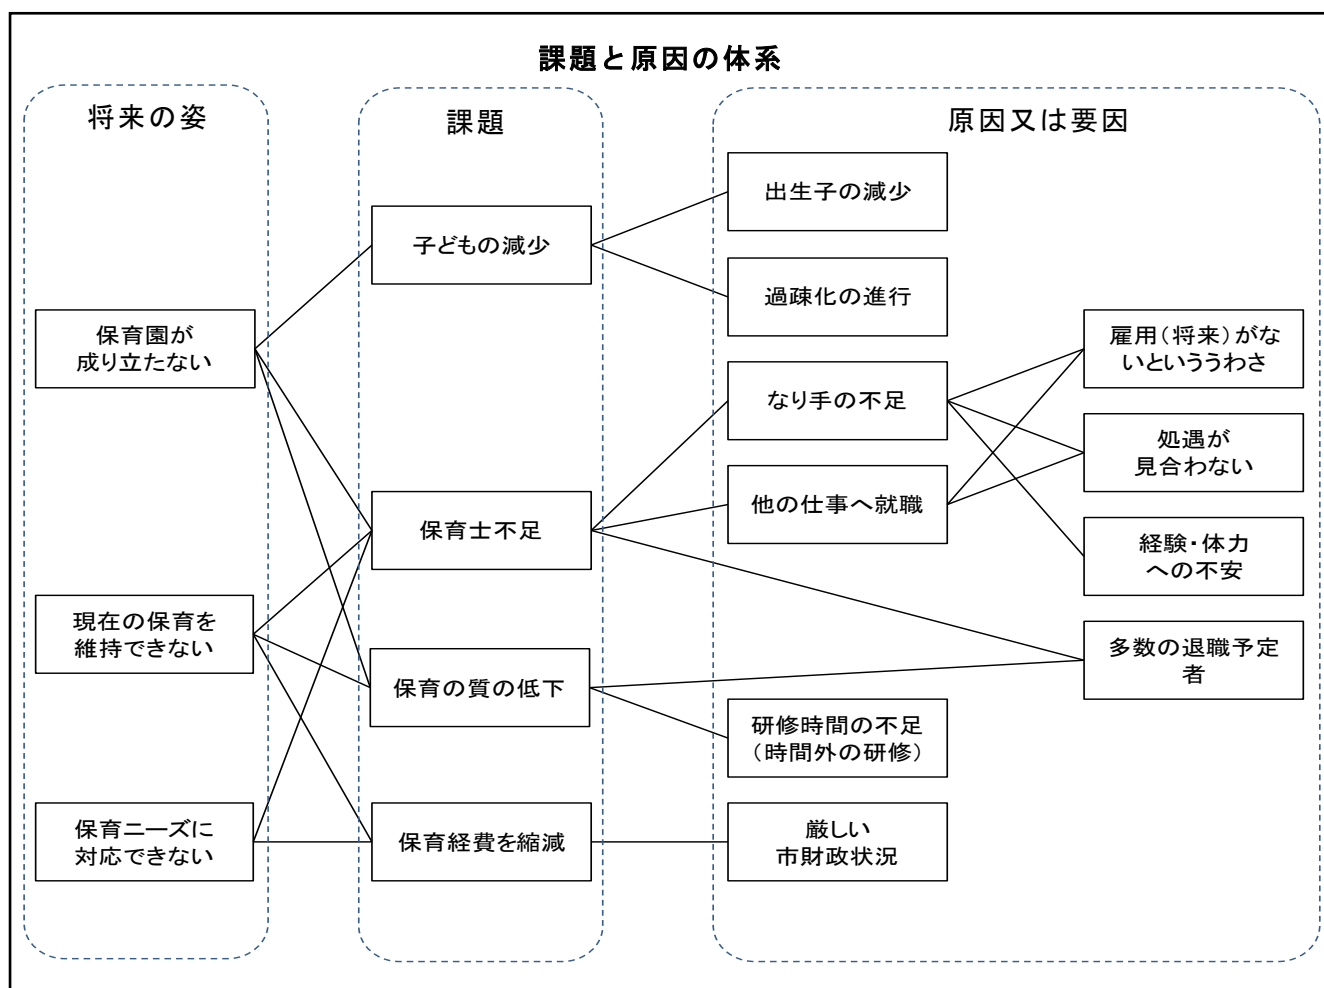 課題と原因の体系
将来の姿
課題
原因又は要因
保育園が
成り立たない
現在の保育を
維持できない
保育ニーズに
対応できない
子どもの減少
保育士不足
保育の質の低下
保育経費を縮減
出生子の減少
過疎化の進行
なり手の不足
他の仕事へ就職
研修時間の不足
（時間外の研修）
厳しい
市財政状況
雇用（将来）がな
いといううわさ
処遇が
見合わない
経験・体力
への不安
多数の退職予定
者